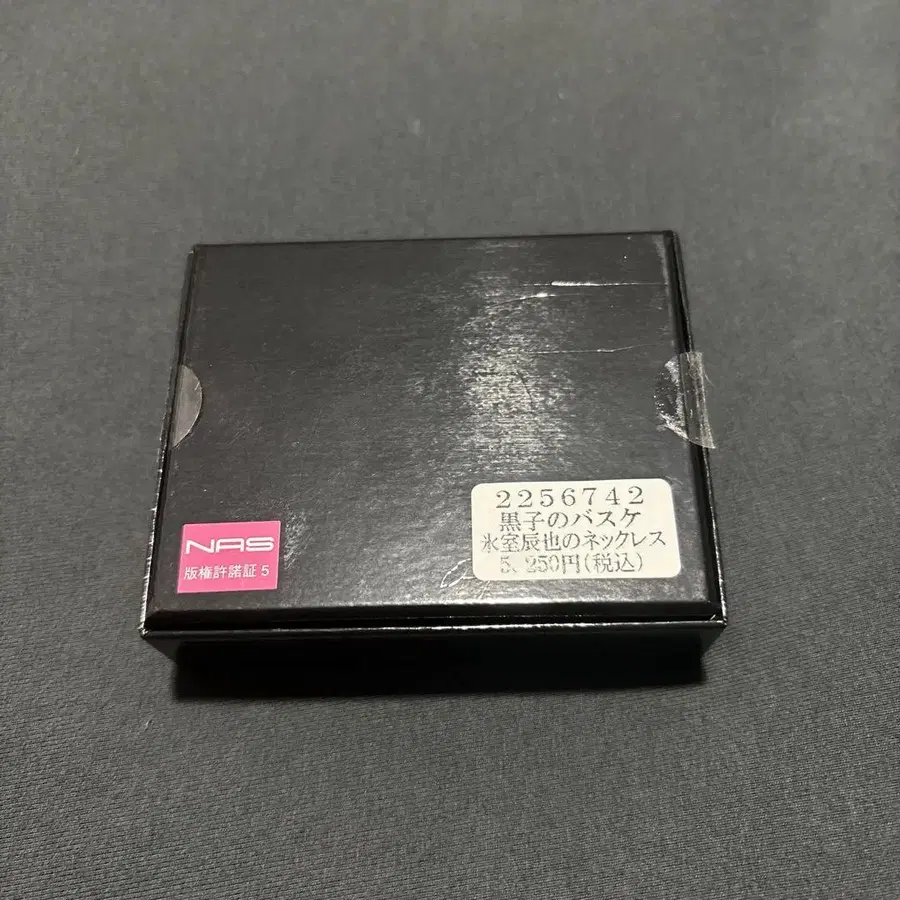 2256742
黒子のバスケ
氷室辰也のネックレス
5,250円(税込)
NAS
版権許諾証5